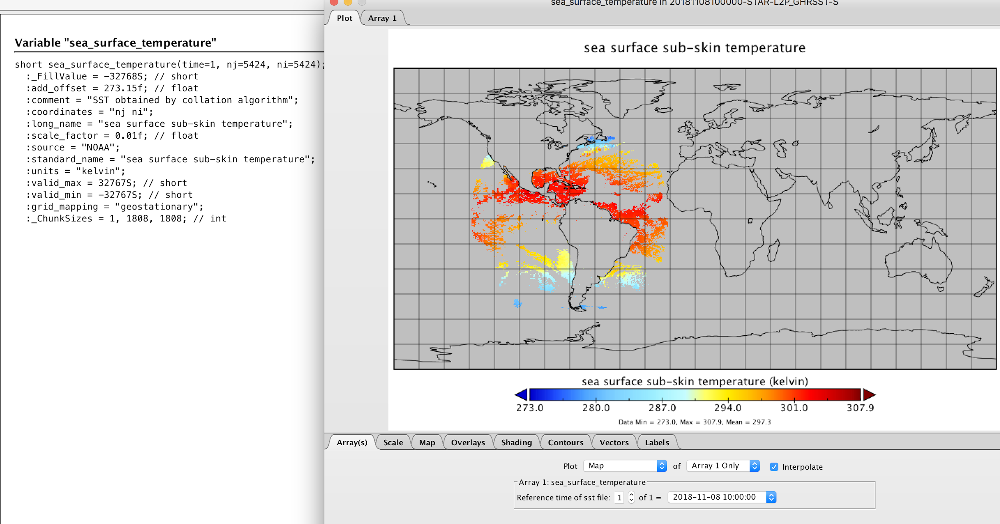 sea_surface_temperature in 20181108100000-STAR-L2P_GHRSST-S
Plot
Array 1
Variable "sea_surface_temperature"
short sea_surface_temperature(time=1, nj=5424, ni=5424);
:_FillValue = -32768S; // short
:add_offset = 273.15f; // float
:comment = "SST obtained by collation algorithm";
:coordinates = "nj ni";
:long_name = "sea surface sub-skin temperature";
:scale_factor = 0.01f; // float
:source = "NOAA";
:standard_name = "sea surface sub-skin temperature";
:units = "kelvin";
:valid_max = 32767S; // short
:valid_min = -32767S; // short
:grid_mapping = "geostationary";
:_ChunkSizes = 1, 1808, 1808; // int
sea surface sub-skin temperature
sea surface sub-skin temperature (kelvin)
273.0 280.0 287.0 294.0 301.0 307.9
Data Min = 273.0, Max = 307.9, Mean = 297.3
Array(s) Scale Map Overlays Shading Contours Vectors Labels
Plot Map of Array 1 Only Interpolate
Array 1: sea_surface_temperature
Reference time of sst file: 1 of 1 = 2018-11-08 10:00:00